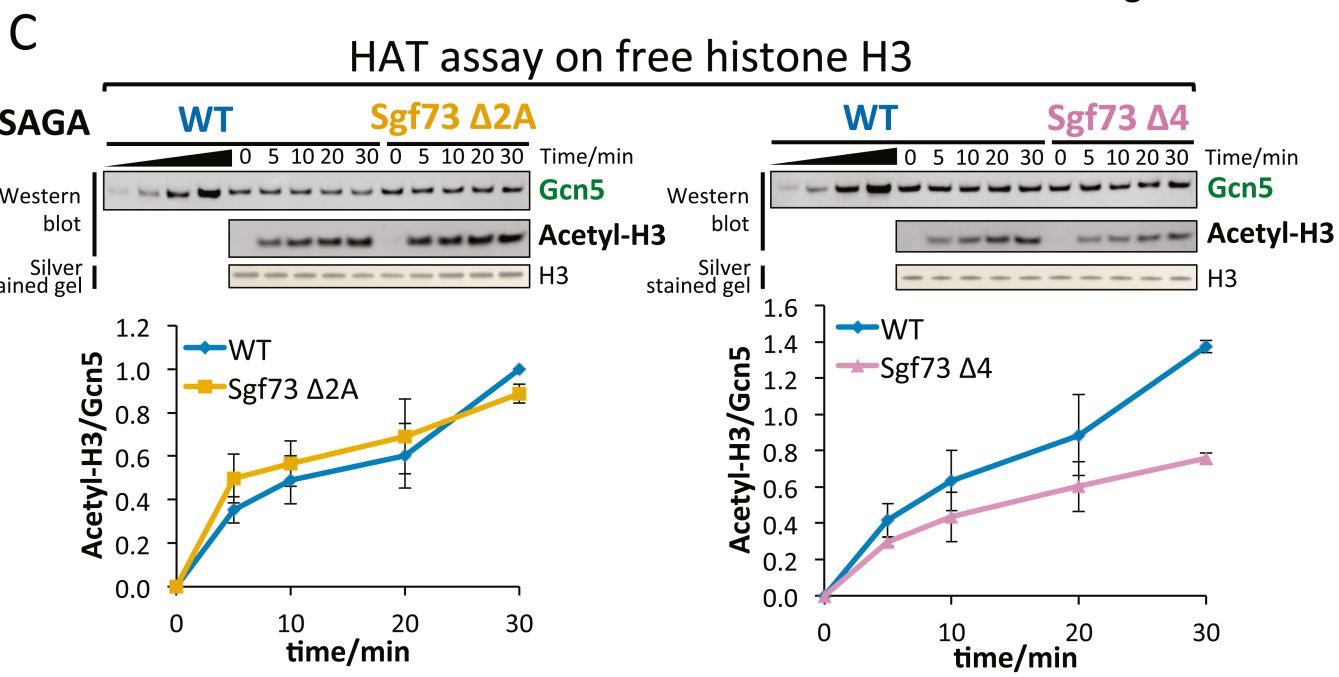 C
HAT assay on free histone H3
SAGA WT Sgf73 Δ2A WT Sgf73 Δ4
0 5 10 20 30 0 5 10 20 30 Time/min 0 5 10 20 30 0 5 10 20 30 Time/min
Western blot Gcn5 Western blot Gcn5
Acetyl-H3 Acetyl-H3
Silver ained gel H3 Silver stained gel H3
1.2
1.0
0.8
0.6
0.4
0.2
0.0
Acetyl-H3/Gcn5
WT
Sgf73 Δ2A
0 10 20 30
time/min
1.6
1.4
1.2
1.0
0.8
0.6
0.4
0.2
0.0
Acetyl-H3/Gcn5
WT
Sgf73 Δ4
0 10 20 30
time/min